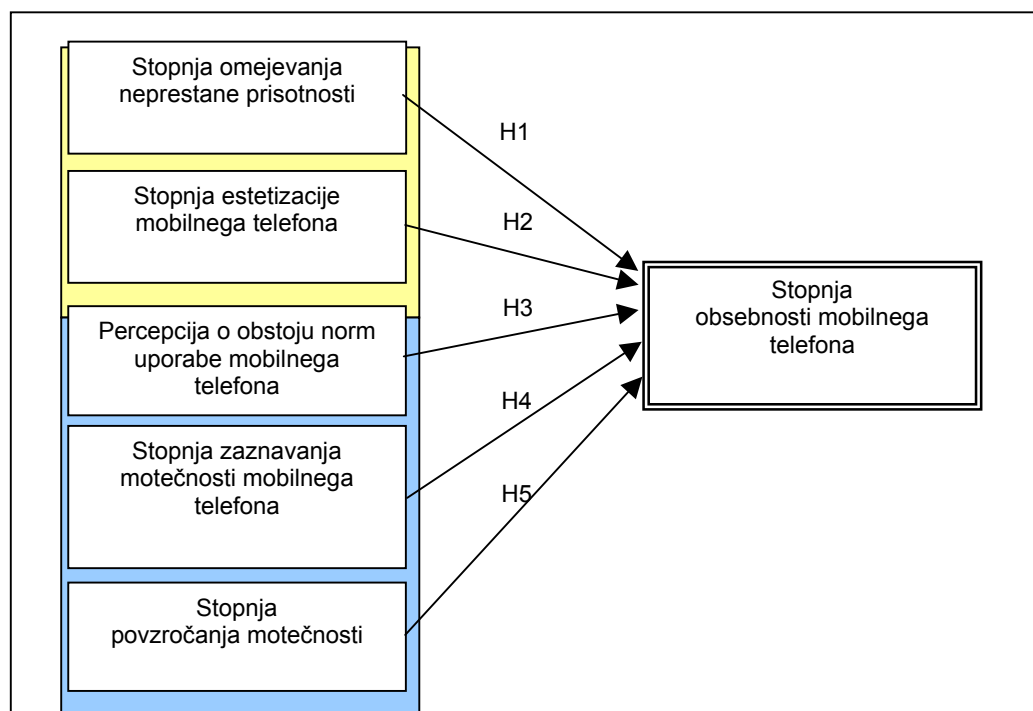 Stopnja omejevanja
neprestane prisotnosti
H1
Stopnja estetizacije
mobilnega telefona
H2
Percepcija o obstoju norm
uporabe mobilnega
telefona
H3
Stopnja zaznavanja
motečnosti mobilnega
telefona
H4
Stopnja
povzročanja motečnosti
H5
Stopnja
obsebnosti mobilnega
telefona